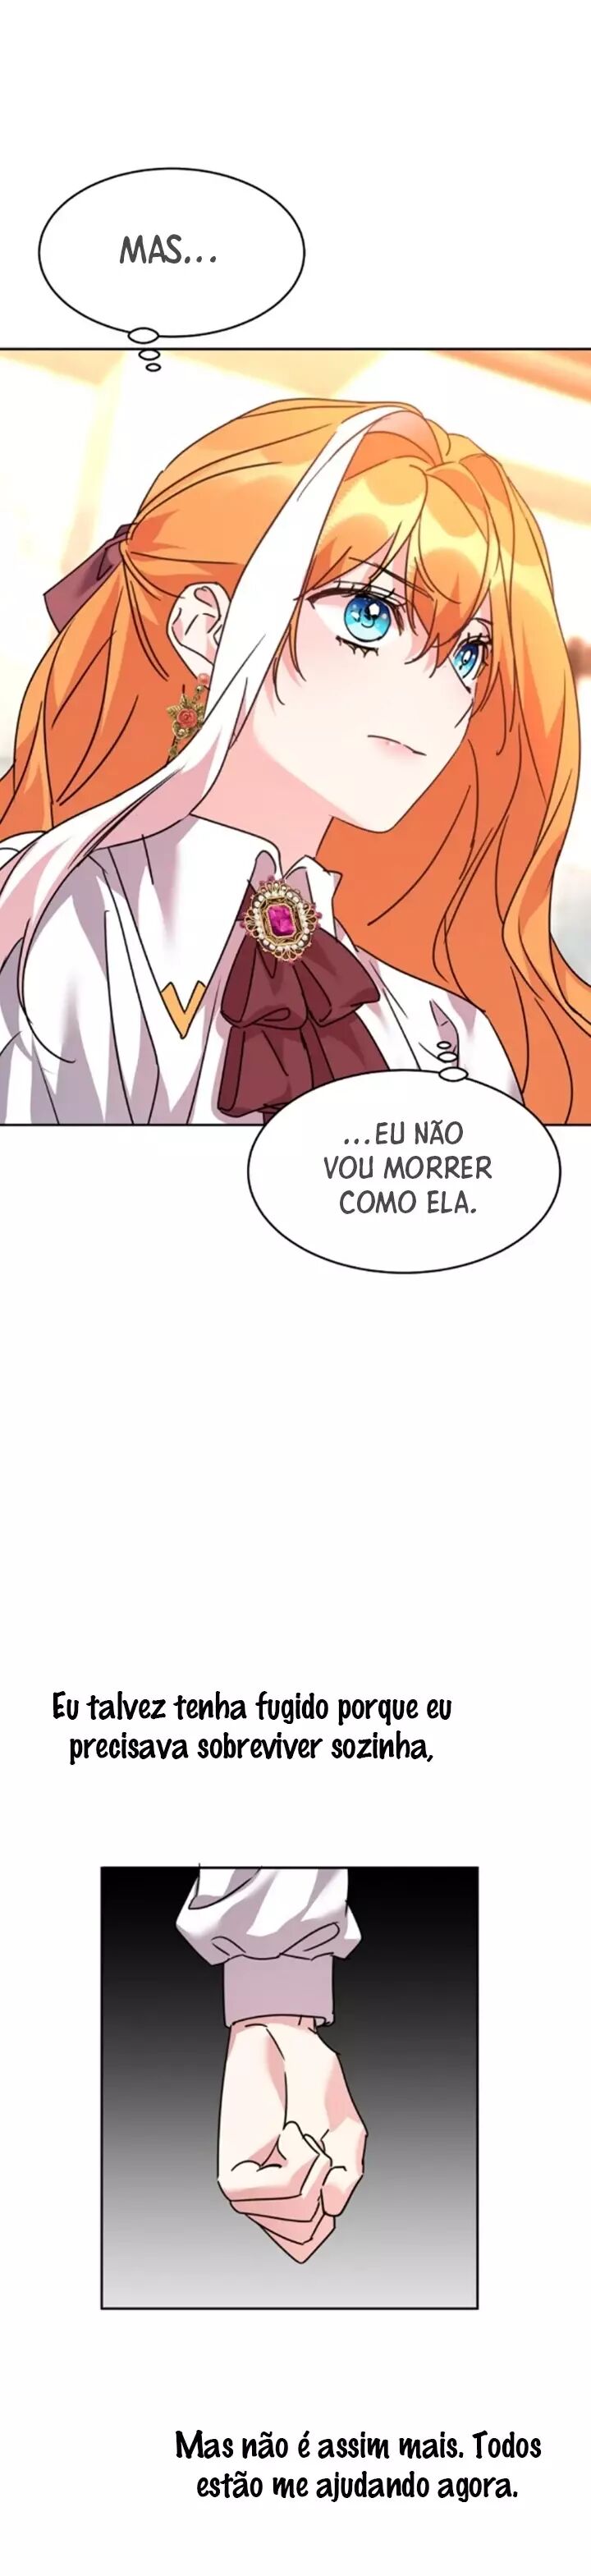 MAS...
...EU NÃO
VOU MORRER
COMO ELA.
Eu talvez tenha fugido porque eu
precisava sobreviver sozinha,
Mas não é assim mais. Todos
estão me ajudando agora.